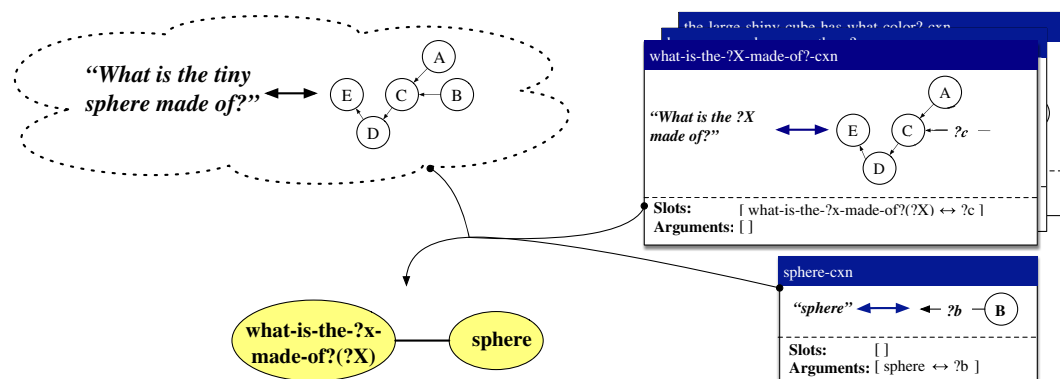 the large shiny cube has what color?-cxn
what-is-the-?X-made-of?-cxn
“What is the tiny
sphere made of?”
A
E
C
B
D
“What is the ?X
made of?”
A
E
C
?c
D
Slots: [ what-is-the-?x-made-of?(?X) ↔ ?c ]
Arguments: [ ]
sphere-cxn
“sphere”
?b
B
Slots: [ ]
Arguments: [ sphere ↔ ?b ]
what-is-the-?x-
made-of?(?X)
sphere